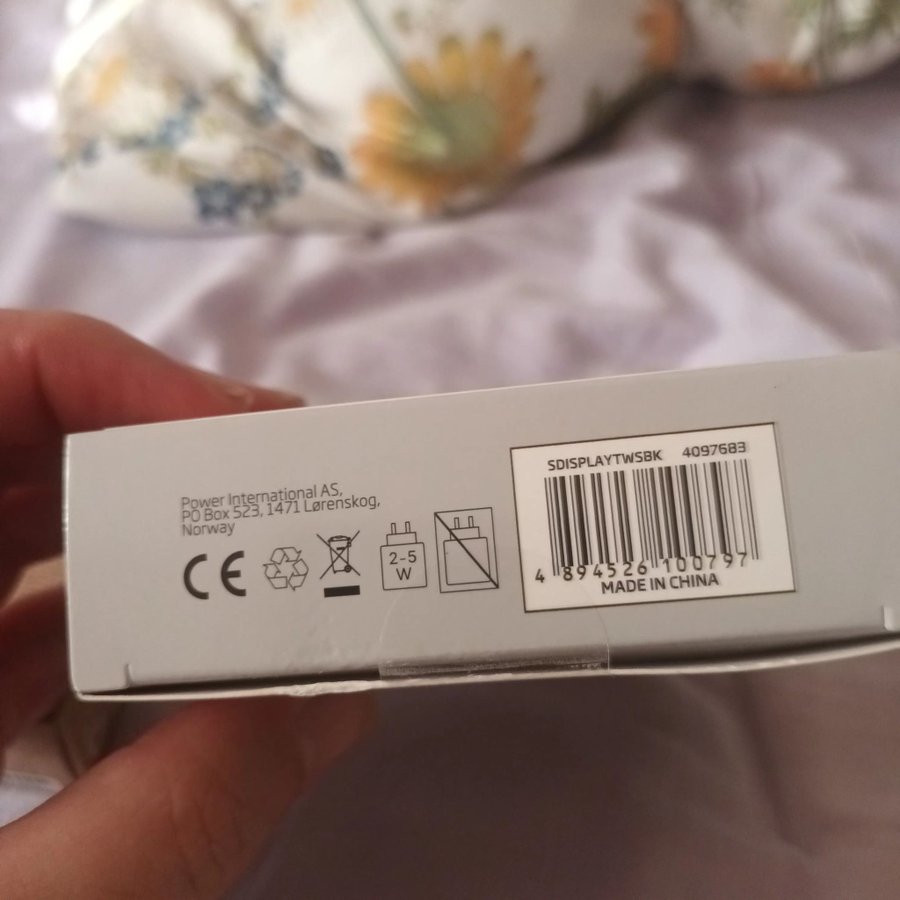 Power International AS,
PO Box 523, 1471 Lørenskog,
Norway
CE
2-5
W
SDISPLAYTWSBK 4097683
4 894526 100797
MADE IN CHINA